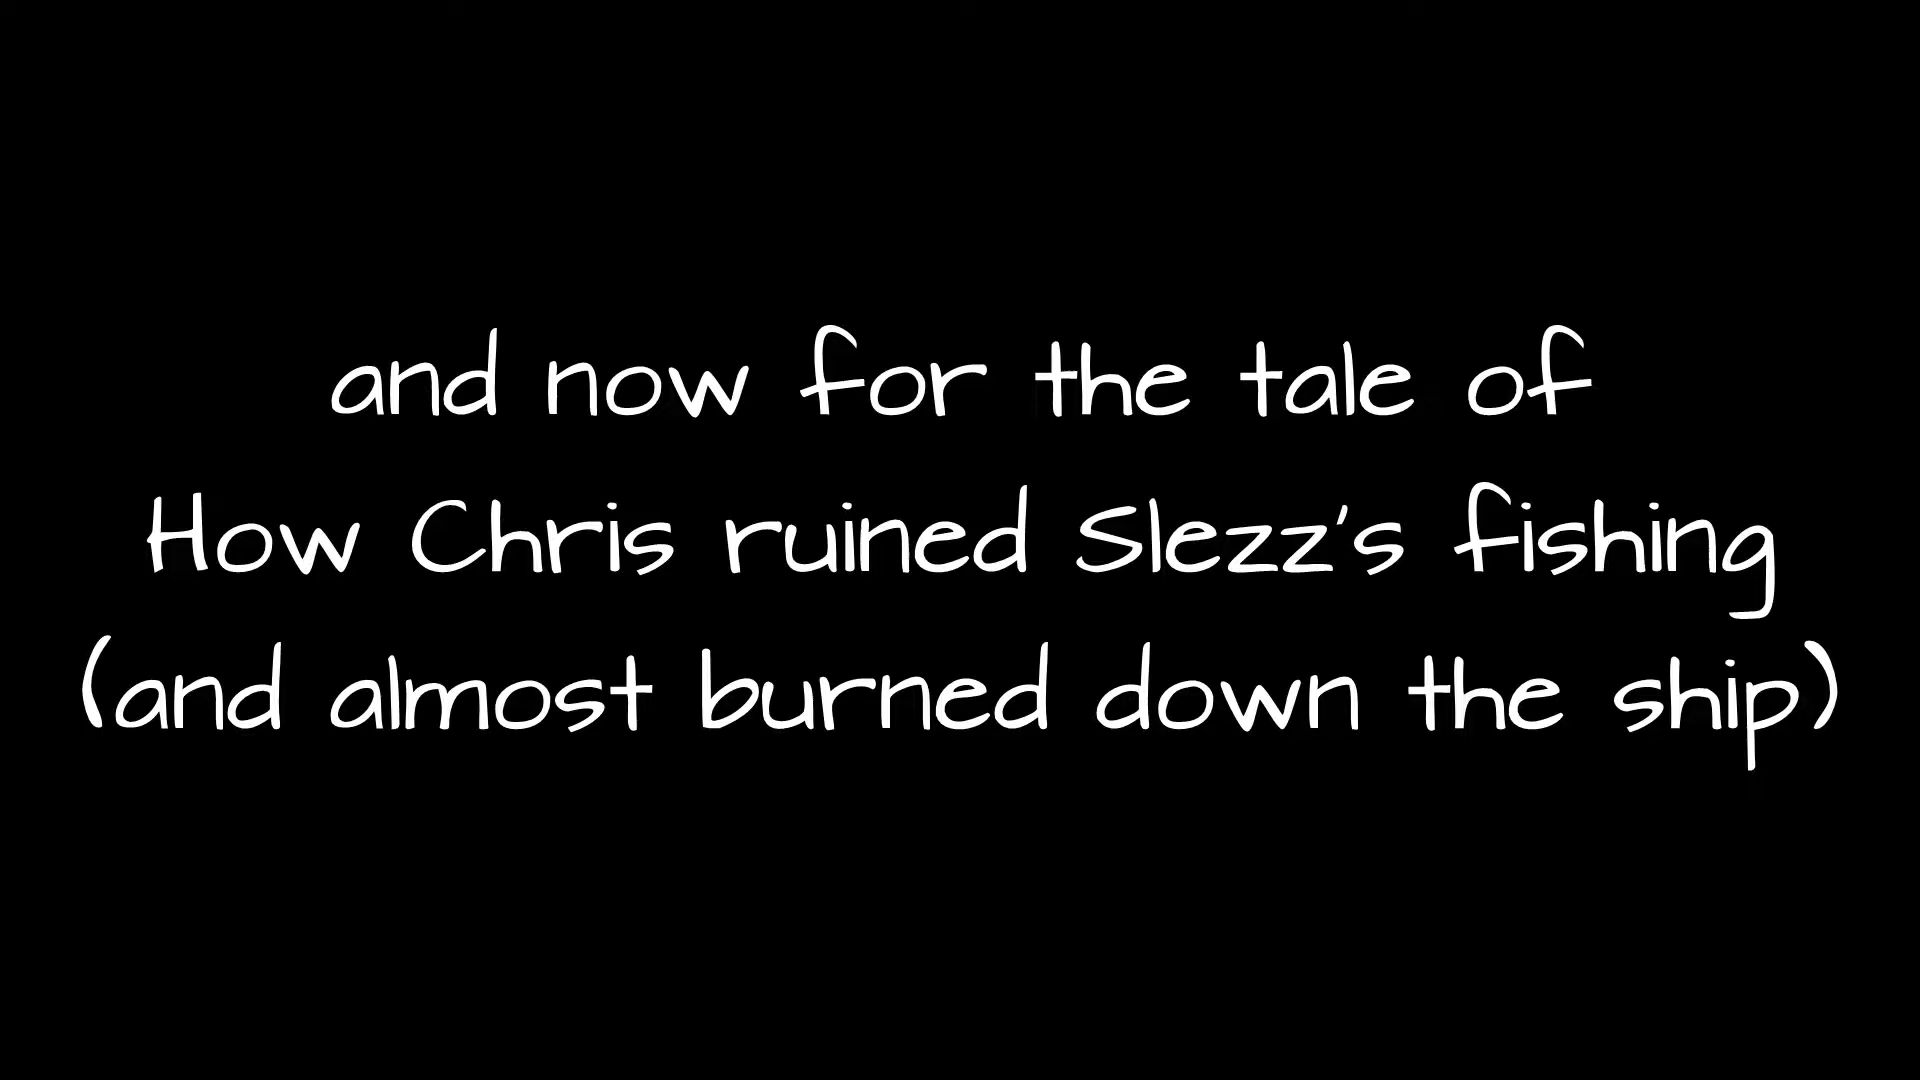 and now for the tale of
How Chris ruined Slezz's fishing
(and almost burned down the ship)